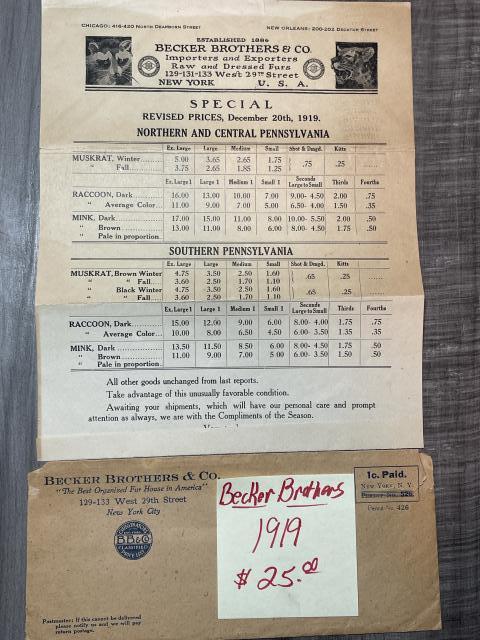 CHICAGO: 416-420 NORTH DEARBORN STREET NEW ORLEANS: 200-202 DECATUR STREET
ESTABLISHED 1886
BECKER BROTHERS & CO.
Importers and Exporters
Raw and Dressed Furs
129-131-133 West 29TH Street
NEW YORK U. S. A.
SPECIAL
REVISED PRICES, December 20th, 1919.
NORTHERN AND CENTRAL PENNSYLVANIA
Ex. Large Large Medium Small Shot & Dmgd. Kitts
MUSKRAT, Winter 5.00 3.65 2.65 1.75 .75 .25
" Fall 3.75 2.65 1.85 1.25
Ex. Large 1 Large 1 Medium 1 Small 1 Seconds Large to Small Thirds Fourths
RACCOON, Dark 16.00 13.00 10.00 7.00 9.00- 4.50 2.00 .75
" Average Color 11.00 9.00 7.00 5.00 6.50- 4.00 1.50 .35
MINK, Dark 17.00 15.00 11.00 8.00 10.00- 5.50 2.00 .50
" Brown 13.00 11.00 8.00 6.00 8.00- 4.50 1.75 .50
" Pale in proportion
SOUTHERN PENNSYLVANIA
Ex. Large Large Medium Small Shot & Dmgd. Kitts
MUSKRAT, Brown Winter 4.75 3.50 2.50 1.60 .65 .25
" " Fall 3.60 2.50 1.70 1.10
" Black Winter 4.75 3.50 2.50 1.60 .65 .25
" " Fall 3.60 2.50 1.70 1.10
Ex. Large 1 Large 1 Medium 1 Small 1 Seconds Large to Small Thirds Fourths
RACCOON, Dark 15.00 12.00 9.00 6.00 8.00- 4.00 1.75 .75
" Average Color 10.00 8.00 6.50 4.50 6.00- 3.50 1.35 .35
MINK, Dark 13.50 11.50 8.50 6.00 8.00- 4.50 1.75 .50
" Brown 11.00 9.00 7.00 5.00 6.00- 3.50 1.50 .50
" Pale in proportion
All other goods unchanged from last reports.
Take advantage of this unusually favorable condition.
Awaiting your shipments, which will have our personal care and prompt
attention as always, we are with the Compliments of the Season.
BECKER BROTHERS & CO.
"The Best Organized Fur House in America"
129-133 West 29th Street
New York City
BB&Co
CLASSIFIED
1c. Paid.
NEW YORK, N. Y.
PERMIT NO. 526
PERMIT NO. 426
Becker Brothers
1919
$ 25.00
Postmaster: If this cannot be delivered
please notify us and we will pay
return postage.